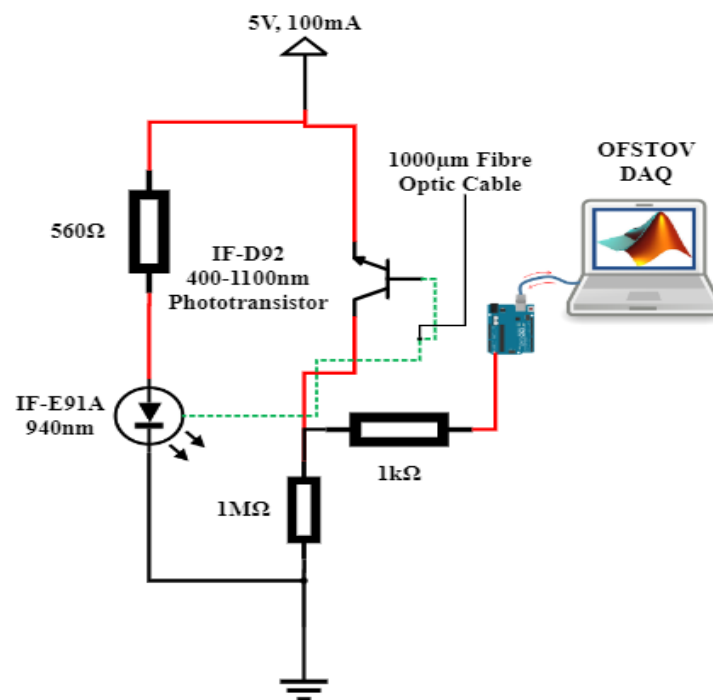 5V, 100mA
1000µm Fibre
Optic Cable
OFSTOV
DAQ
560Ω
IF-D92
400-1100nm
Phototransistor
IF-E91A
940nm
1kΩ
1MΩ